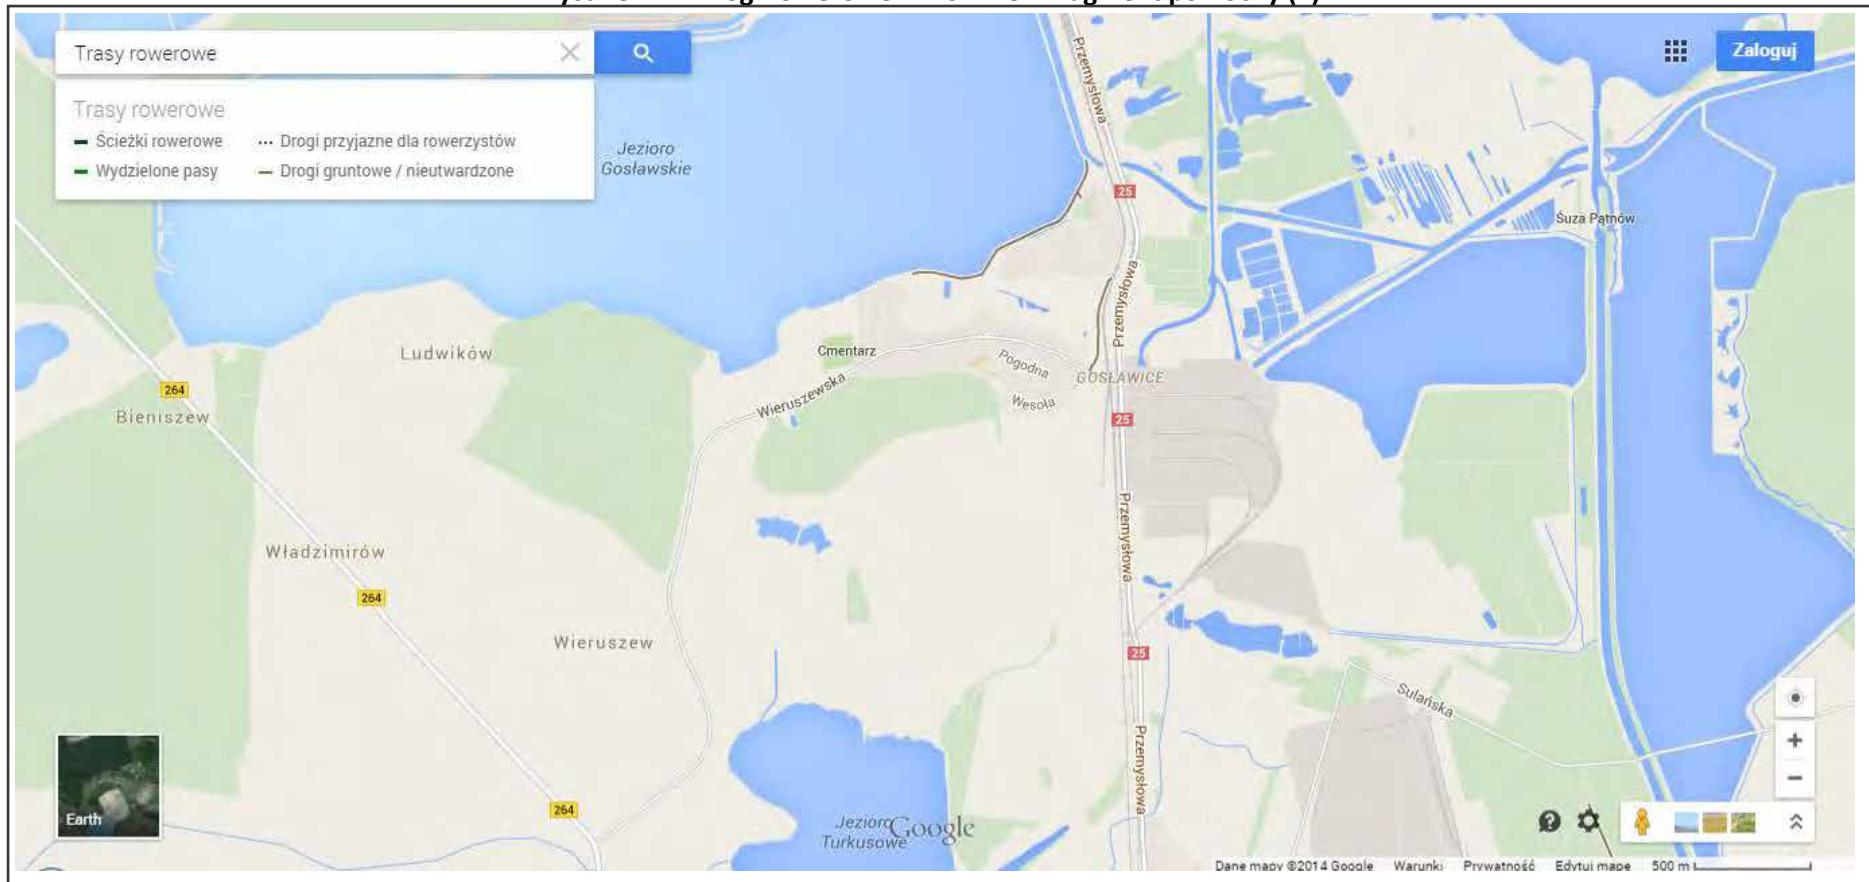 Trasy rowerowe
Zaloguj
Trasy rowerowe
Ścieżki rowerowe
Drogi przyjazne dla rowerzystów
Wydzielone pasy
Drogi gruntowe / nieutwardzone
Jezioro
Gosławskie
Przemysłowa
25
Śuza Pątnów
Przemysłowa
Ludwików
Cmentarz
Pogodna
GOSŁAWICE
264
Bieniszew
Wieruszewska
Wesoła
25
Przemysłowa
Władzimirów
264
Wieruszew
25
Sulańska
Przemysłowa
Earth
264
Jezioro
Turkusowe
Google
Dane mapy ©2014 Google Warunki Prywatność Edytuj mapę 500 m